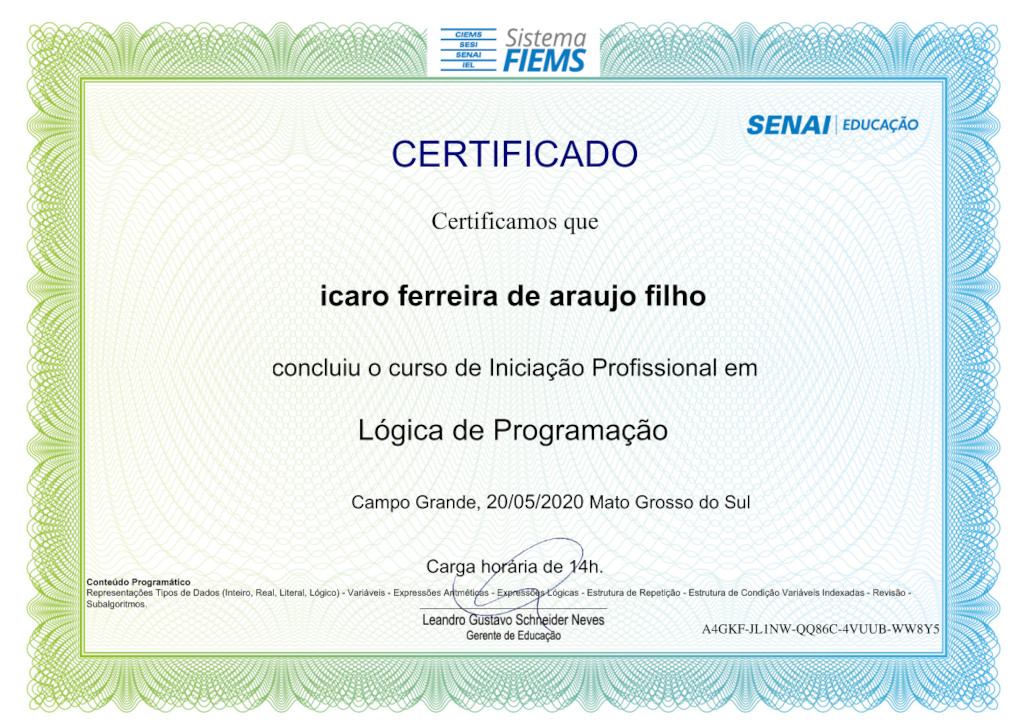 CIEMS
SESI
SENAI
IEL
Sistema
FIEMS
SENAI | EDUCAÇÃO
CERTIFICADO
Certificamos que
icaro ferreira de araujo filho
concluiu o curso de Iniciação Profissional em
Lógica de Programação
Campo Grande, 20/05/2020 Mato Grosso do Sul
Carga horária de 14h.
Conteúdo Programático
Representações Tipos de Dados (Inteiro, Real, Literal, Lógico) - Variáveis - Expressões Aritméticas - Expressões Lógicas - Estrutura de Repetição - Estrutura de Condição Variáveis Indexadas - Revisão -
Subalgoritmos.
Leandro Gustavo Schneider Neves
Gerente de Educação
A4GKF-JL1NW-QQ86C-4VUUB-WW8Y5